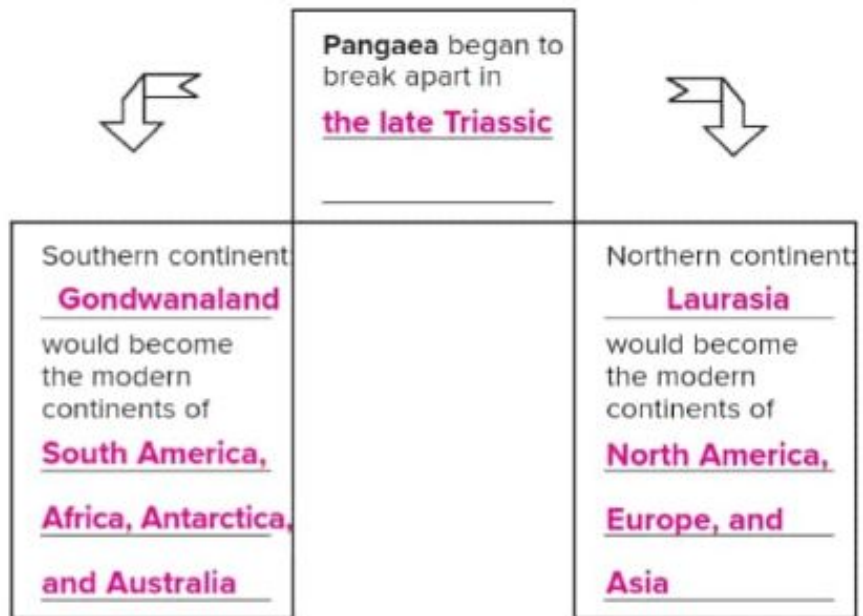 Pangaea began to
break apart in
the late Triassic
Southern continent:
Gondwanaland
would become
the modern
continents of
South America,
Africa, Antarctica,
and Australia
Northern continent:
Laurasia
would become
the modern
continents of
North America,
Europe, and
Asia